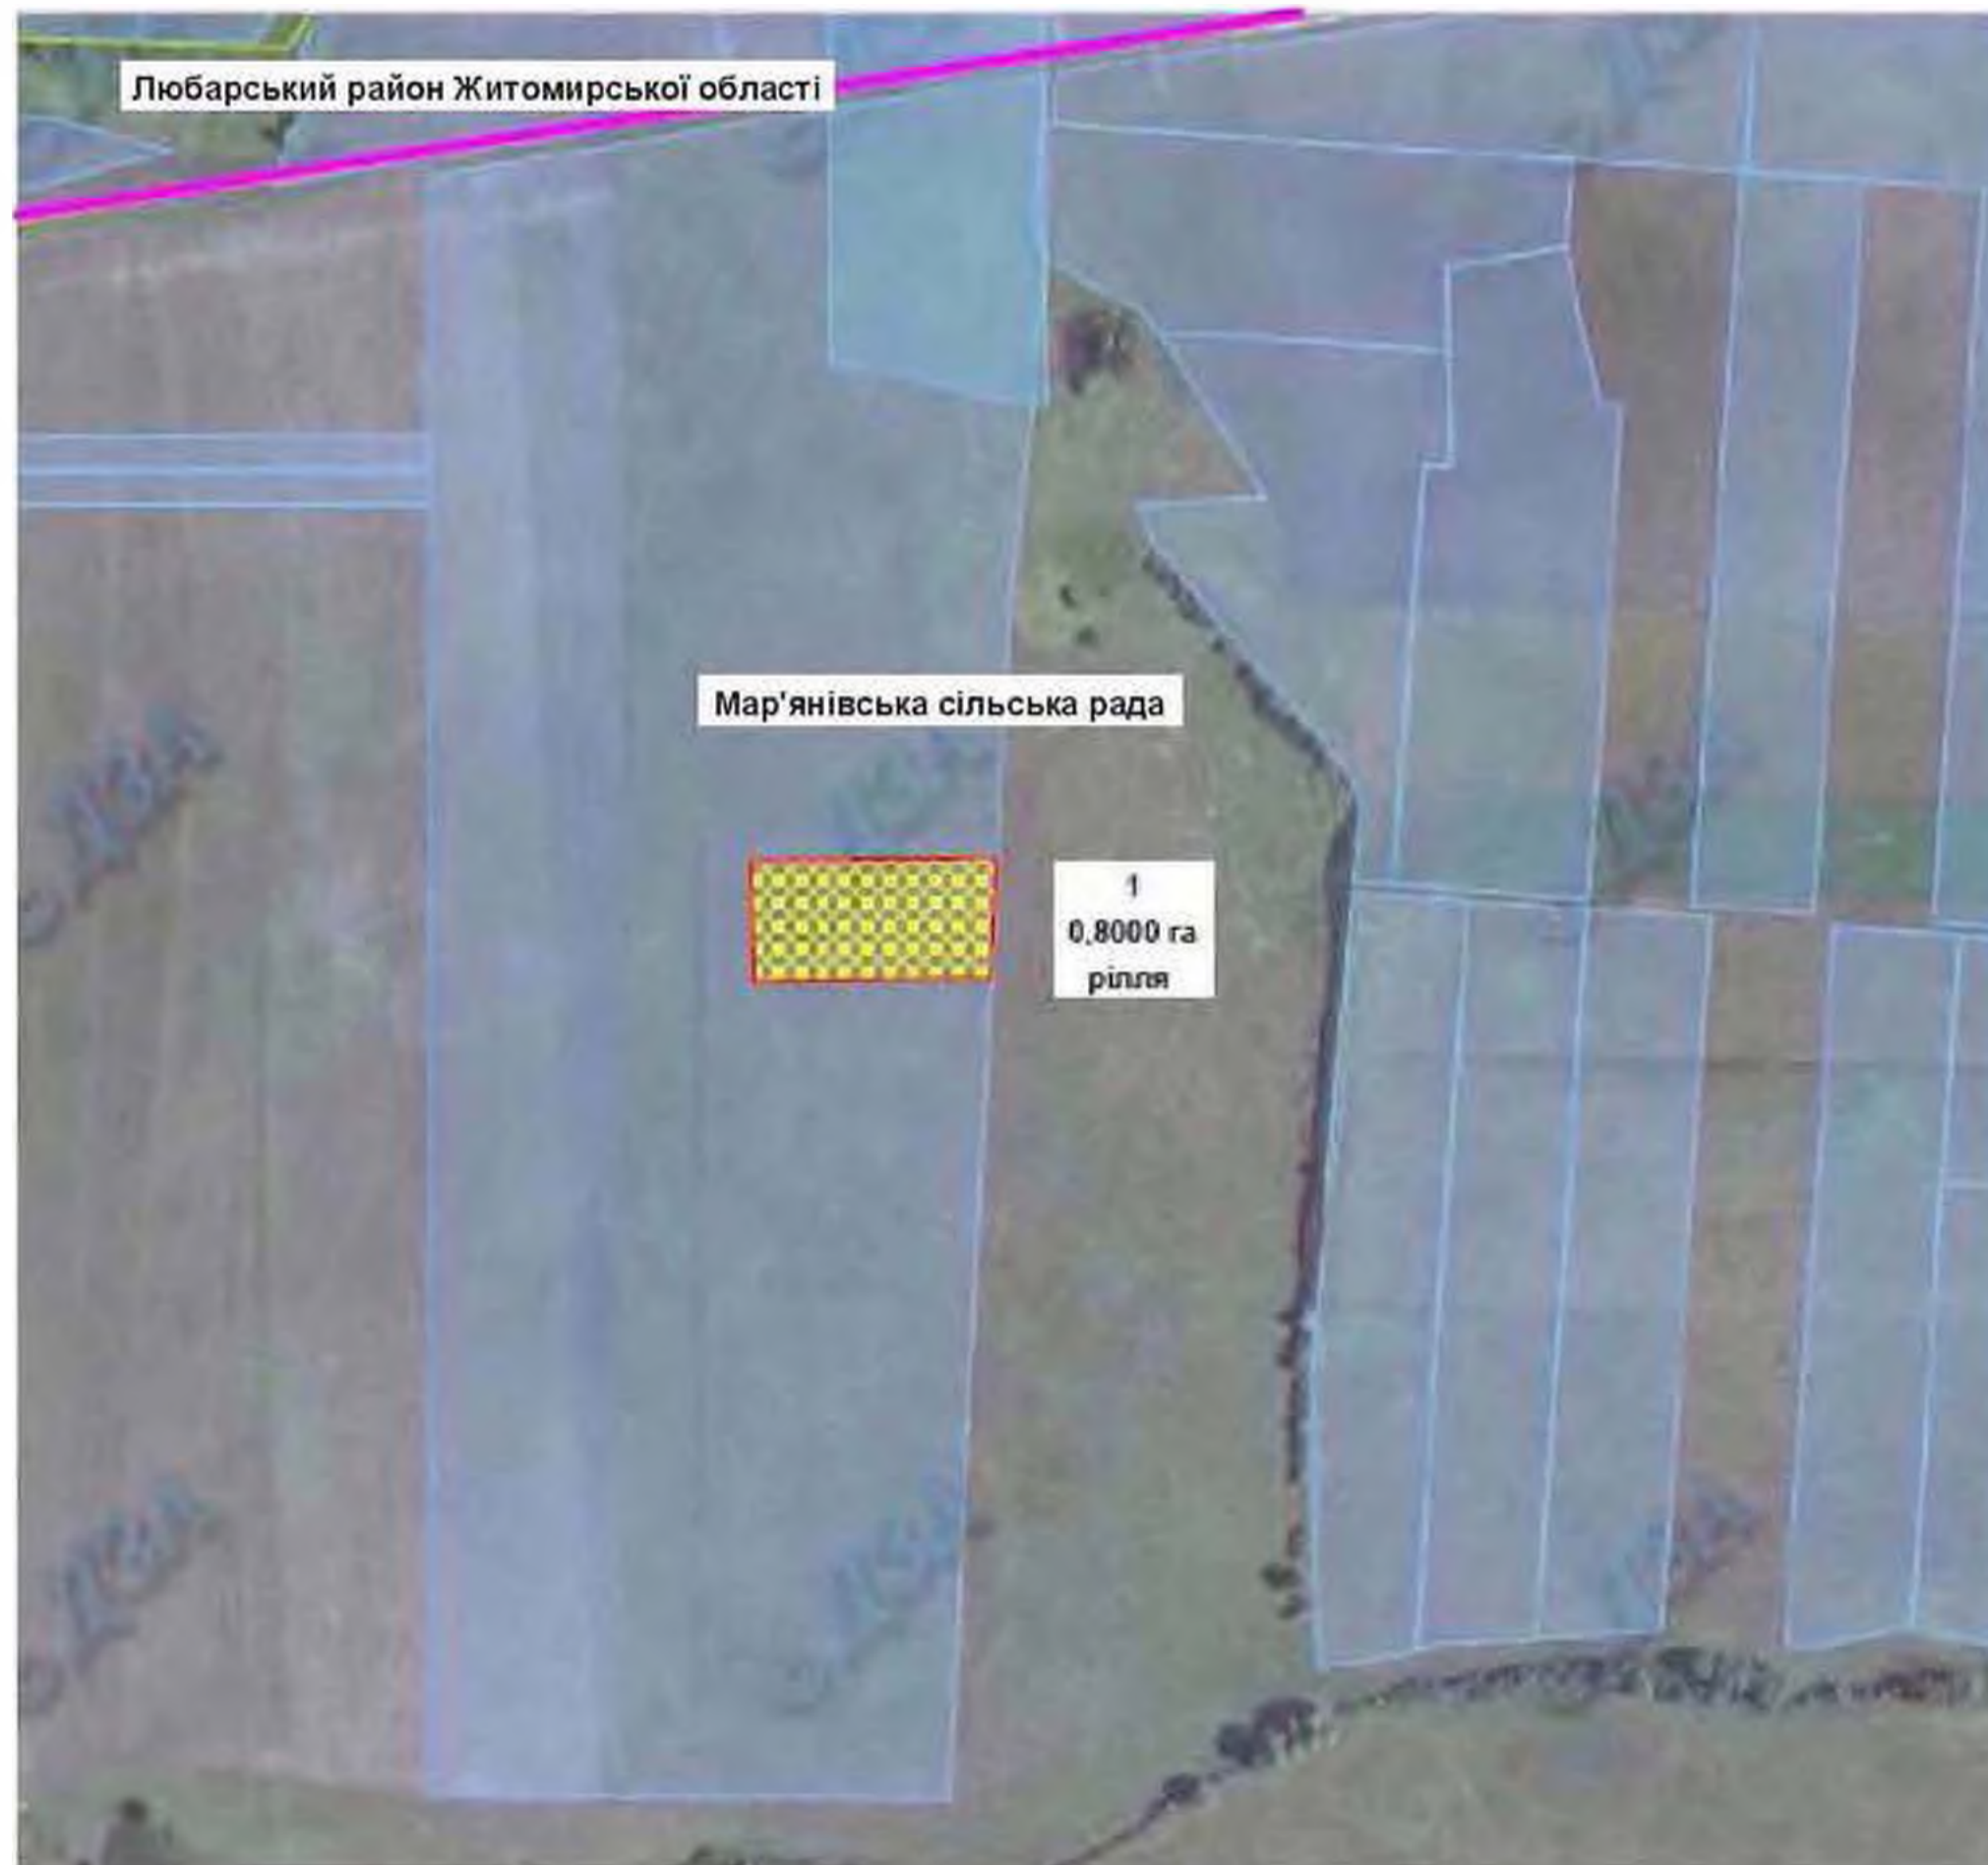 Любарський район Житомирської області
Мар'янівська сільська рада
1
0,8000 га
рілля